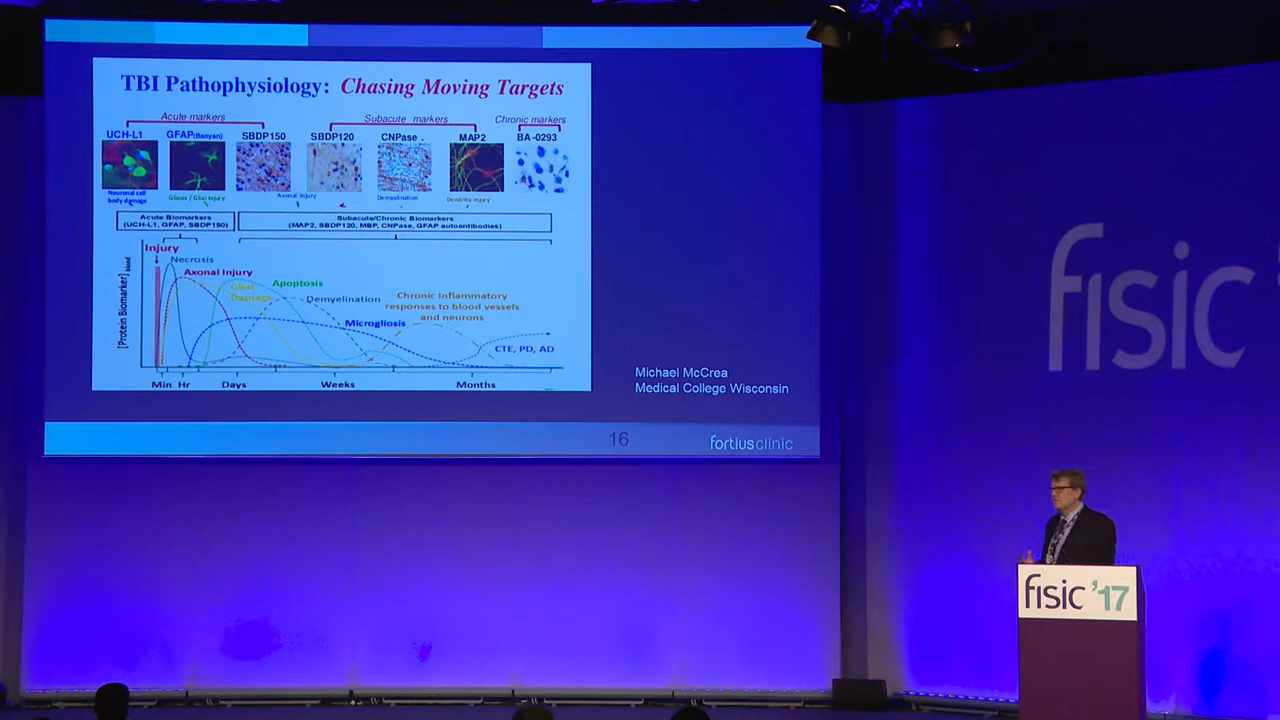 TBI Pathophysiology: Chasing Moving Targets
Acute markers
Subacute markers
Chronic markers
UCH-L1
GFAP(Banyan)
SBDP150
SBDP120
CNPase
MAP2
BA-0293
Neuronal cell
body damage
Gliosis / Glial Injury
Axonal Injury
Demyelination
Dendritic injury
Acute Biomarkers
(UCH-L1, GFAP, SBDP150)
Subacute/Chronic Biomarkers
(MAP2, SBDP120, MBP, CNPase, GFAP autoantibodies)
Injury
Necrosis
Axonal Injury
Glial
Damage
Apoptosis
Demyelination
Chronic Inflammatory
responses to blood vessels
and neurons
Microgliosis
CTE, PD, AD
[Protein Biomarker] blood
Min Hr Days Weeks Months
Michael McCrea
Medical College Wisconsin
16
fortiusclinic
fisic
fisic '17